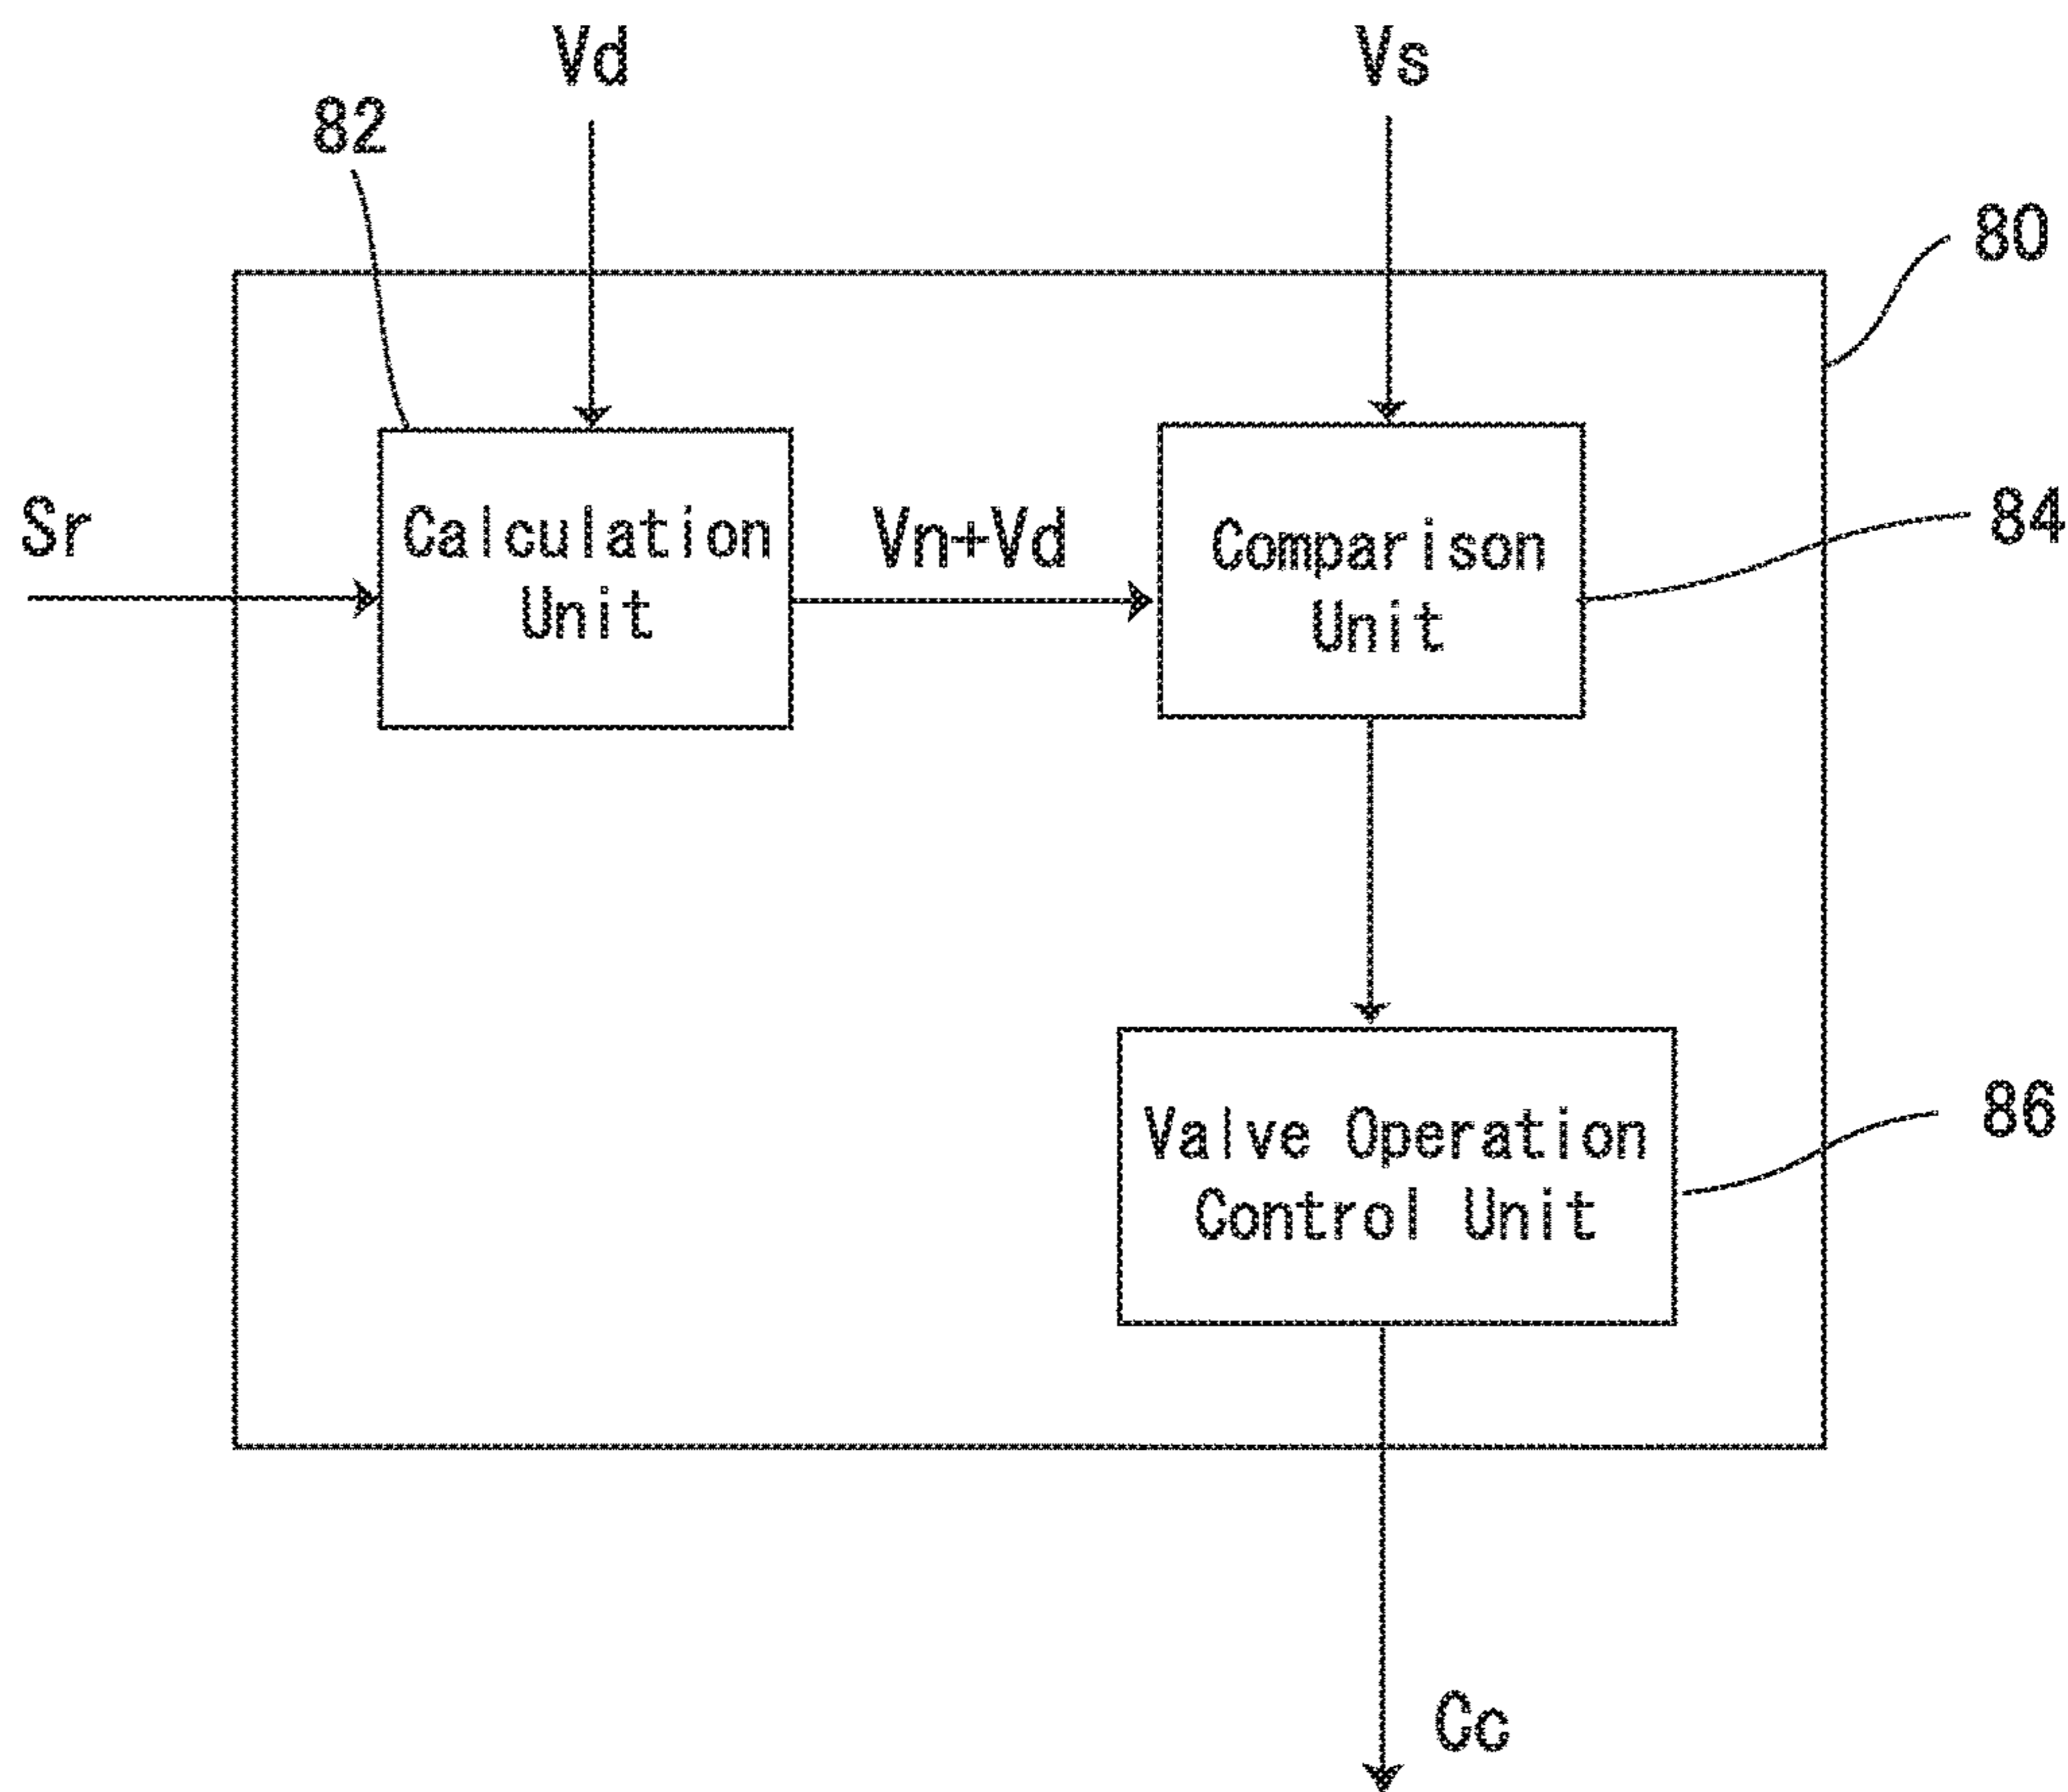 Vd
Vs
82
80
Sr
Calculation
Unit
Vn+Vd
Comparison
Unit
84
Valve Operation
Control Unit
86
Cc